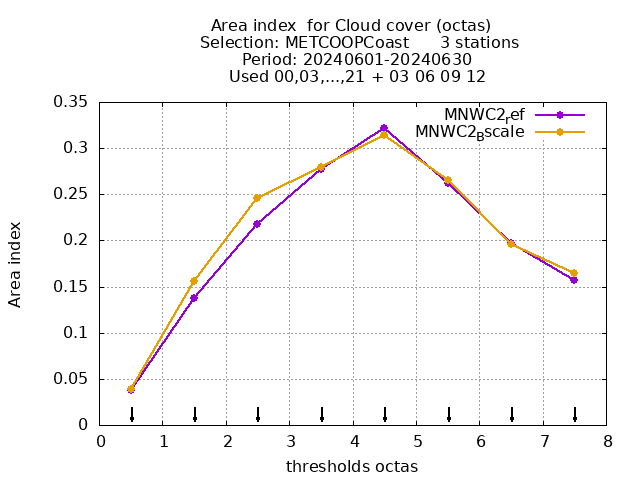 Area index  for Cloud cover (octas)
Selection: METCOOPCoast      3 stations
Period: 20240601-20240630
Used 00,03,...,21 + 03 06 09 12
0.35
0.3
0.25
0.2
0.15
0.1
0.05
0
Area index
MNWC2ref
MNWC2Bscale
0 1 2 3 4 5 6 7 8
thresholds octas